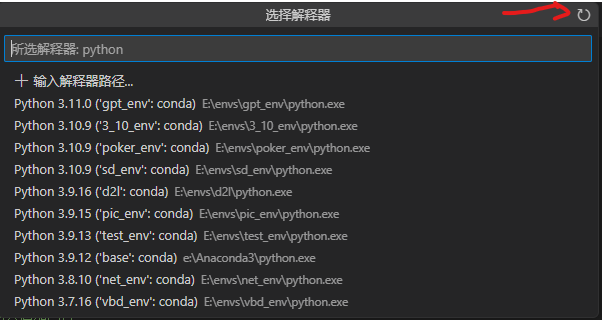 选择解释器
所选解释器: python
+ 输入解释器路径...
Python 3.11.0 ('gpt_env': conda) E:\envs\gpt_env\python.exe
Python 3.10.9 ('3_10_env': conda) E:\envs\3_10_env\python.exe
Python 3.10.9 ('poker_env': conda) E:\envs\poker_env\python.exe
Python 3.10.9 ('sd_env': conda) E:\envs\sd_env\python.exe
Python 3.9.16 ('d2l': conda) E:\envs\d2l\python.exe
Python 3.9.15 ('pic_env': conda) E:\envs\pic_env\python.exe
Python 3.9.13 ('test_env': conda) E:\envs\test_env\python.exe
Python 3.9.12 ('base': conda) e:\Anaconda3\python.exe
Python 3.8.10 ('net_env': conda) E:\envs\net_env\python.exe
Python 3.7.16 ('vbd_env': conda) E:\envs\vbd_env\python.exe